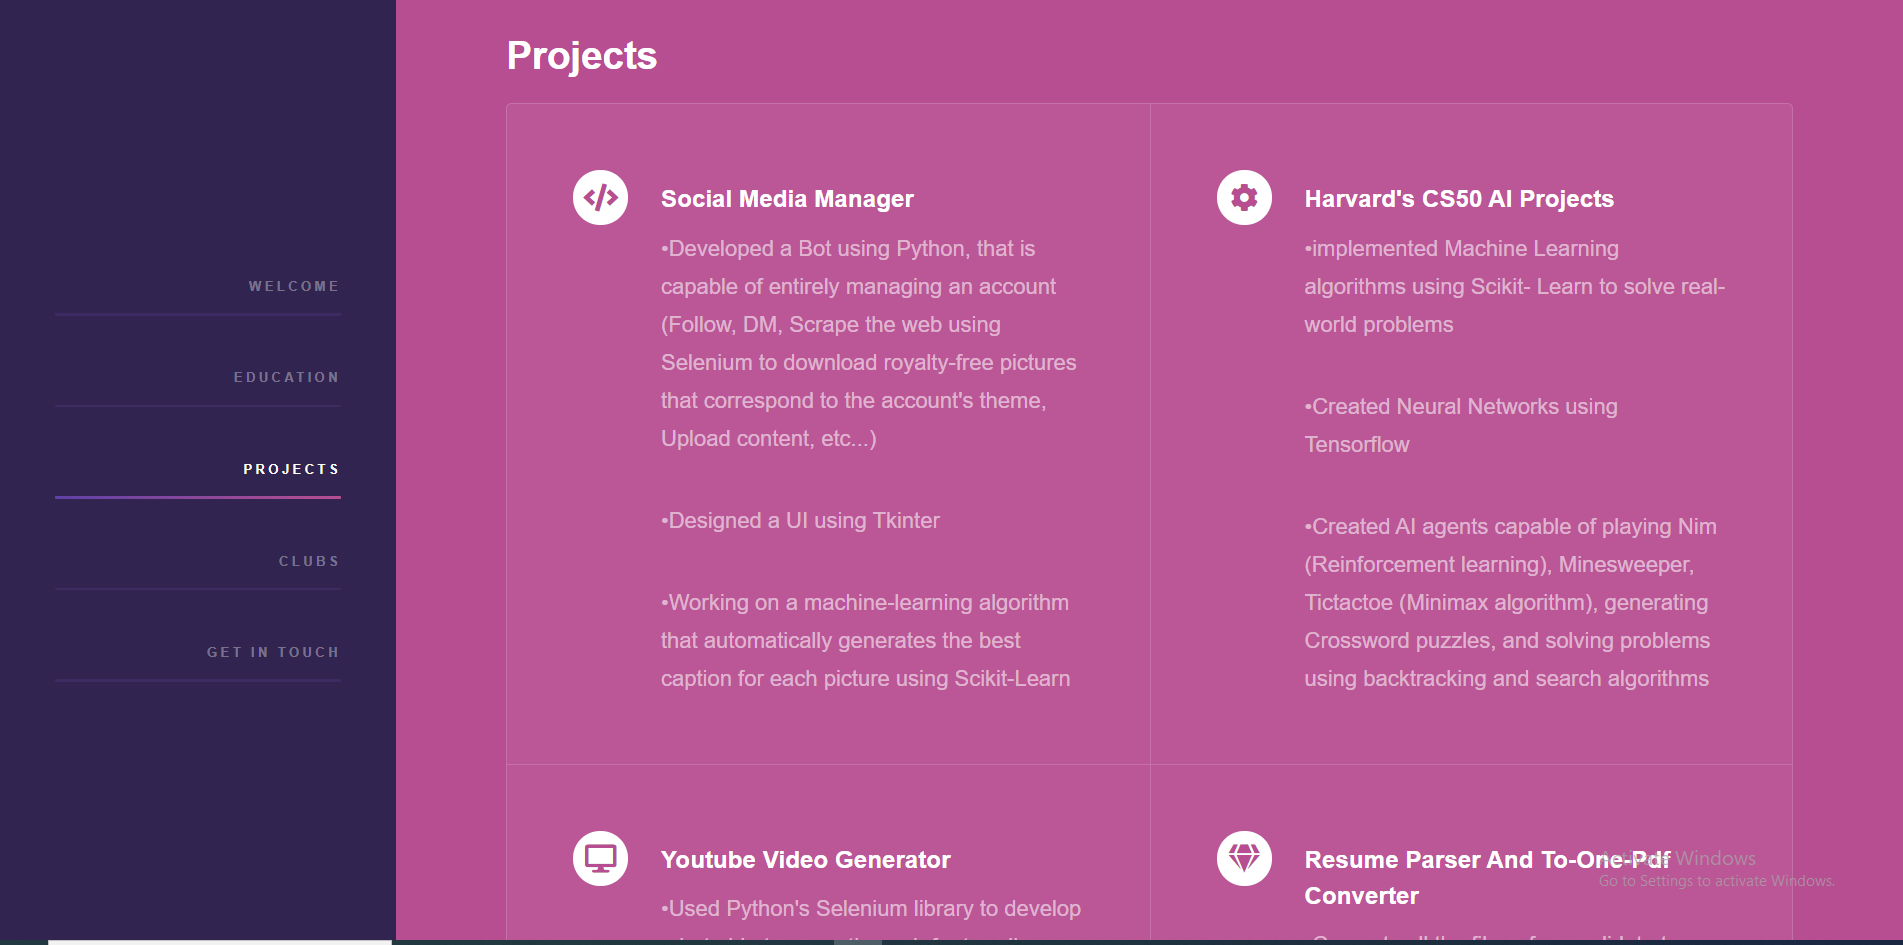 WELCOME
EDUCATION
PROJECTS
CLUBS
GET IN TOUCH
Projects
Social Media Manager
•Developed a Bot using Python, that is
capable of entirely managing an account
(Follow, DM, Scrape the web using
Selenium to download royalty-free pictures
that correspond to the account's theme,
Upload content, etc...)
•Designed a UI using Tkinter
•Working on a machine-learning algorithm
that automatically generates the best
caption for each picture using Scikit-Learn
Harvard's CS50 AI Projects
•implemented Machine Learning
algorithms using Scikit- Learn to solve real-
world problems
•Created Neural Networks using
Tensorflow
•Created AI agents capable of playing Nim
(Reinforcement learning), Minesweeper,
Tictactoe (Minimax algorithm), generating
Crossword puzzles, and solving problems
using backtracking and search algorithms
Youtube Video Generator
•Used Python's Selenium library to develop
Resume Parser And To-One-Pdf
Converter
Activate Windows
Go to Settings to activate Windows.